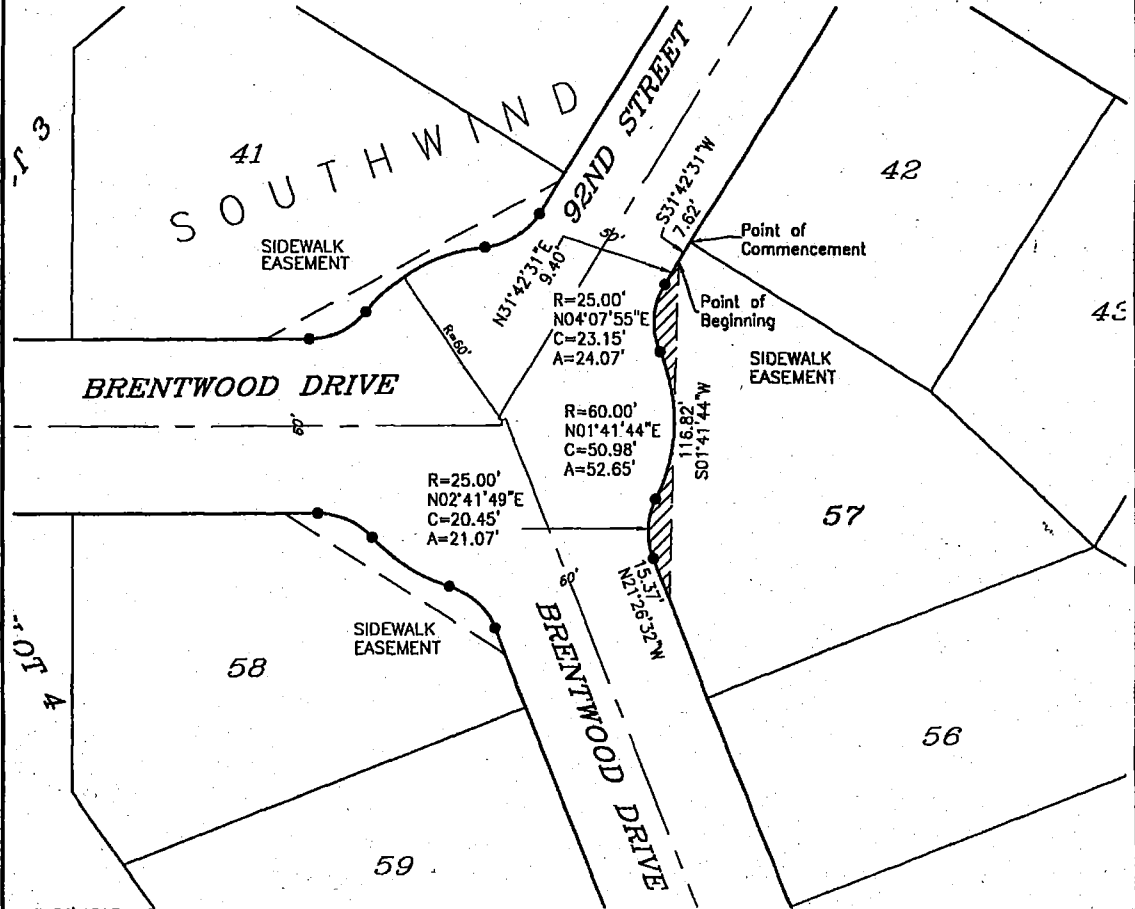 SOUTHWIND
41
SIDEWALK
EASEMENT
92ND STREET
S31°42'31"W
7.62'
42
Point of
Commencement
N31°42'31"E
9.40'
R=25.00'
N04°07'55"E
C=23.15'
A=24.07'
Point of
Beginning
SIDEWALK
EASEMENT
R=60'
BRENTWOOD DRIVE
60'
R=60.00'
N01°41'44"E
C=50.98'
A=52.65'
116.82'
S01°41'44"W
R=25.00'
N02°41'49"E
C=20.45'
A=21.07'
57
60'
15.37'
N21°26'32"W
BRENTWOOD DRIVE
SIDEWALK
EASEMENT
58
56
59